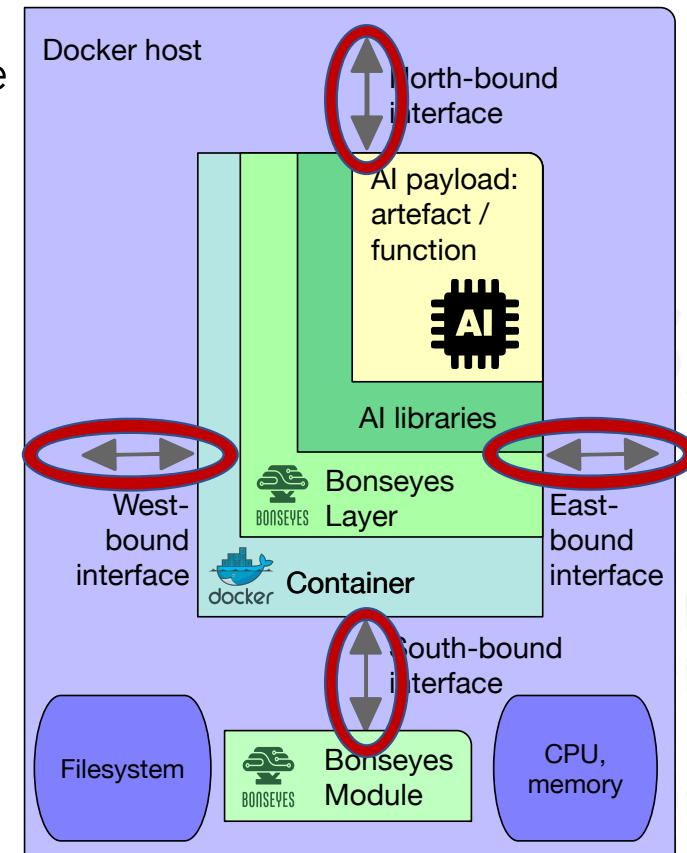 e
Docker host
North-bound
interface
AI payload:
artefact /
function
AI
AI libraries
BONSEYES
Bonseyes
Layer
West-
bound
interface
East-
bound
interface
docker
Container
South-bound
interface
Filesystem
BONSEYES
Bonseyes
Module
CPU,
memory